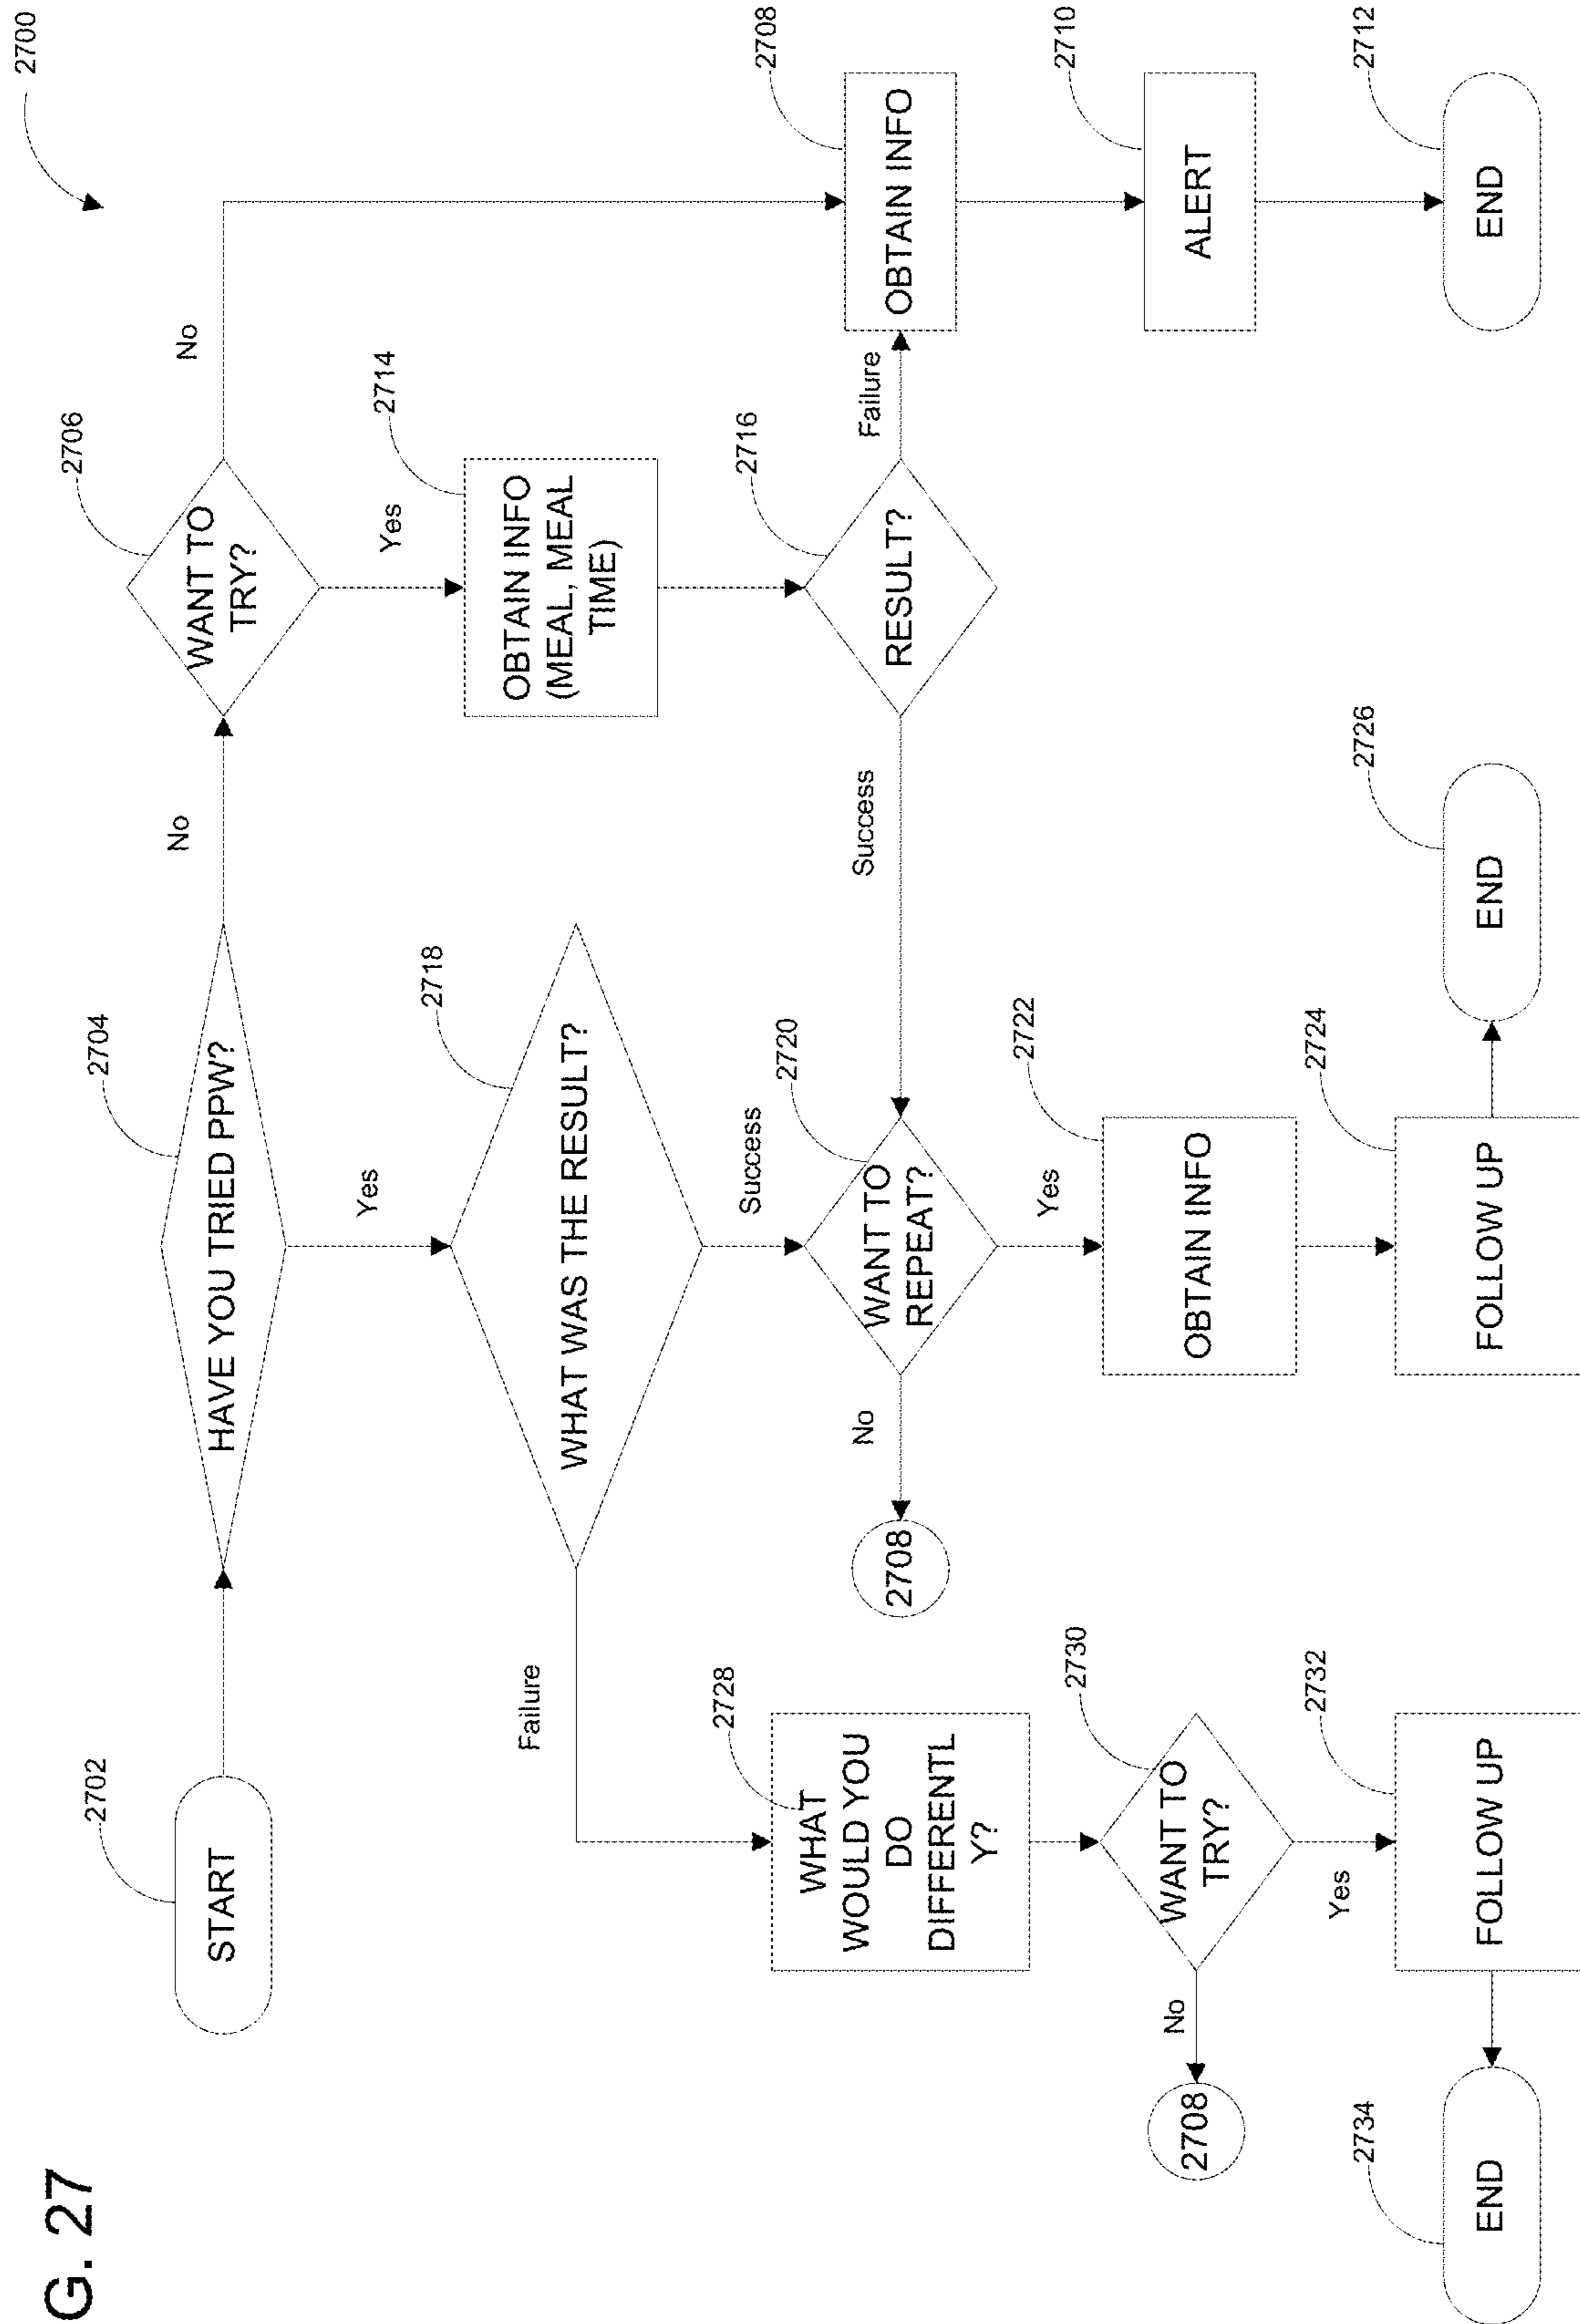 G. 27
2700
2702
START
2704
HAVE YOU TRIED PPW?
No
2706
WANT TO
TRY?
No
Yes
2718
WHAT WAS THE RESULT?
Yes
2714
OBTAIN INFO
(MEAL, MEAL
TIME)
Failure
2728
WHAT
WOULD YOU
DO
DIFFERENTL
Y?
Success
2708
No
2720
WANT TO
REPEAT?
Success
2716
RESULT?
Failure
2708
OBTAIN INFO
2730
WANT TO
TRY?
No
2708
Yes
Yes
2722
OBTAIN INFO
2710
ALERT
2734
END
2732
FOLLOW UP
2724
FOLLOW UP
2726
END
2712
END